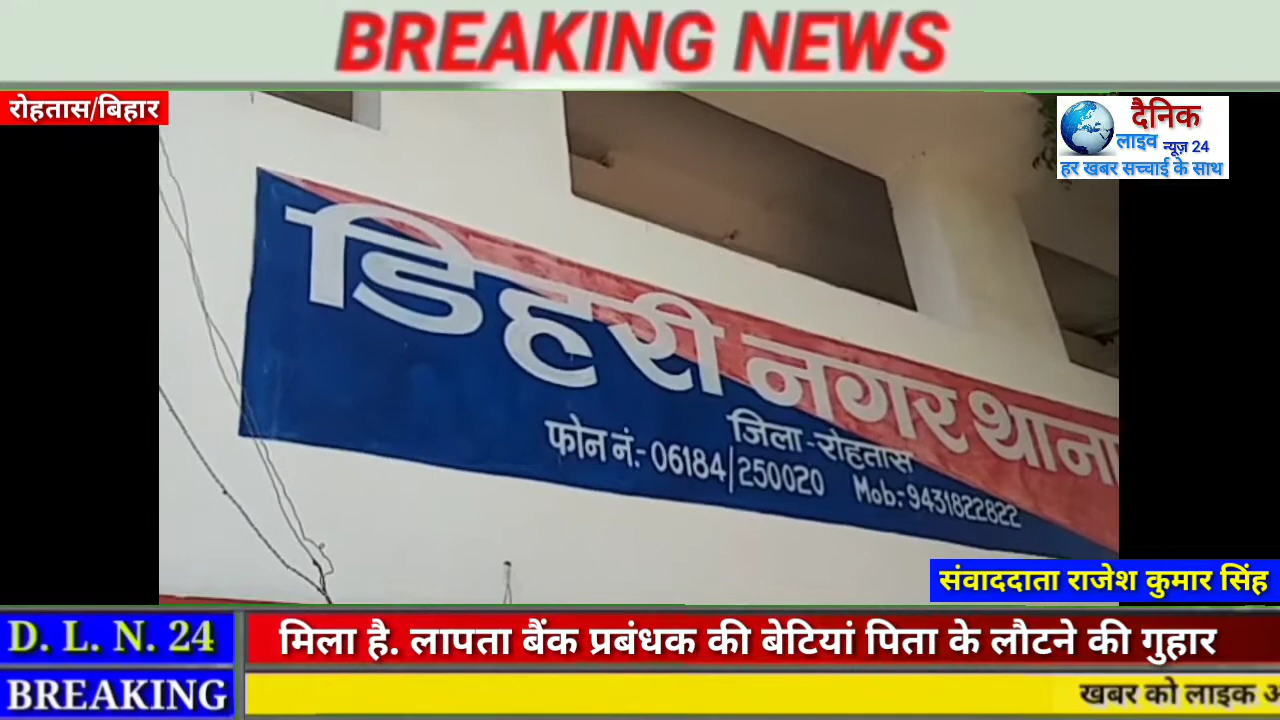 BREAKING NEWS
रोहतास/बिहार
दैनिक
लाइव न्यूज़ 24
हर खबर सच्चाई के साथ
डिहरी नगर थाना
जिला-रोहतास
फोन नं:- 06184/250020 Mob:-9431822822
संवाददाता राजेश कुमार सिंह
D. L. N. 24
मिला है. लापता बैंक प्रबंधक की बेटियां पिता के लौटने की गुहार
BREAKING
खबर को लाइक